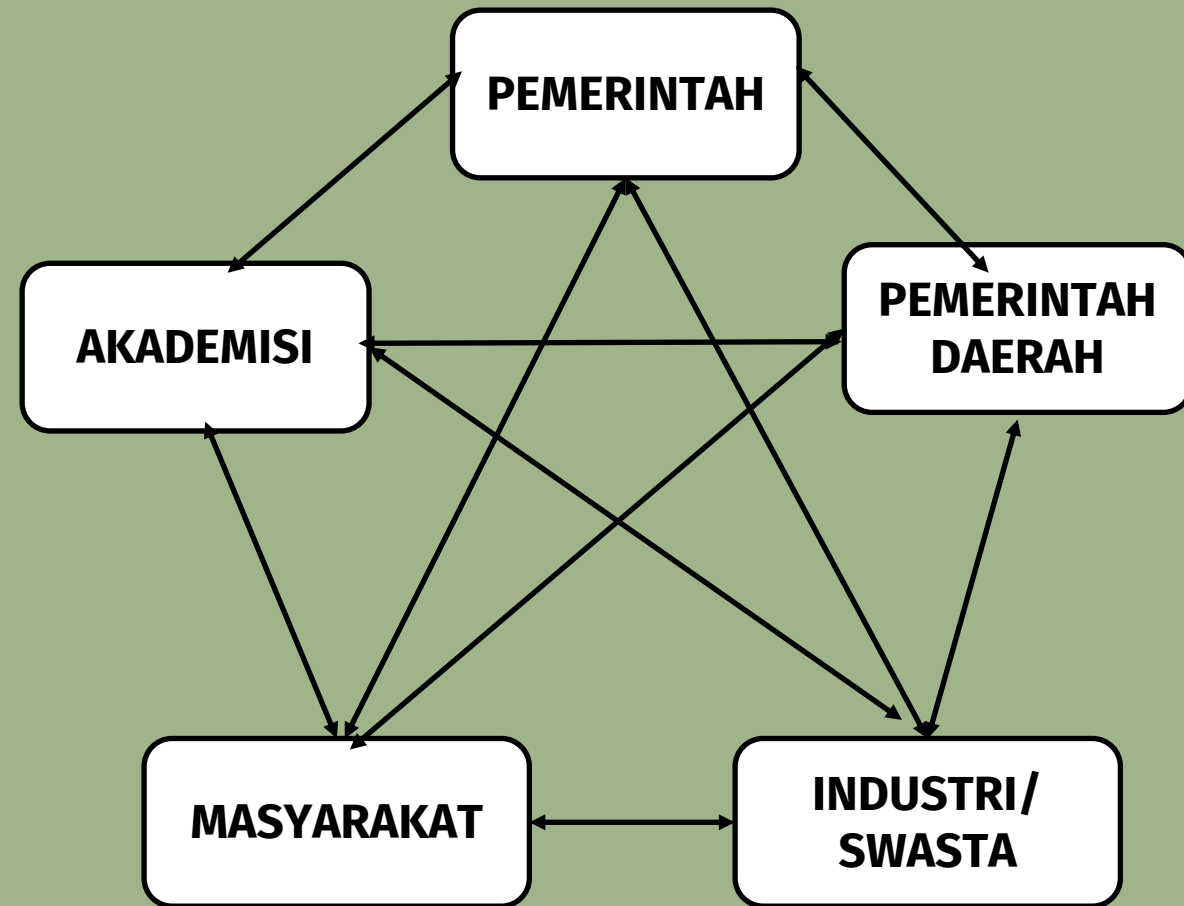 PEMERINTAH
AKADEMISI
PEMERINTAH
DAERAH
MASYARAKAT
INDUSTRI/
SWASTA